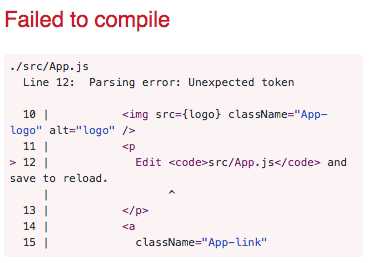 Failed to compile
./src/App.js
  Line 12:  Parsing error: Unexpected token

  10 |           <img src={logo} className="App-
logo" alt="logo" />
  11 |           <p
> 12 |             Edit <code>src/App.js</code> and
save to reload.
     |                  ^
  13 |           </p>
  14 |           <a
  15 |             className="App-link"